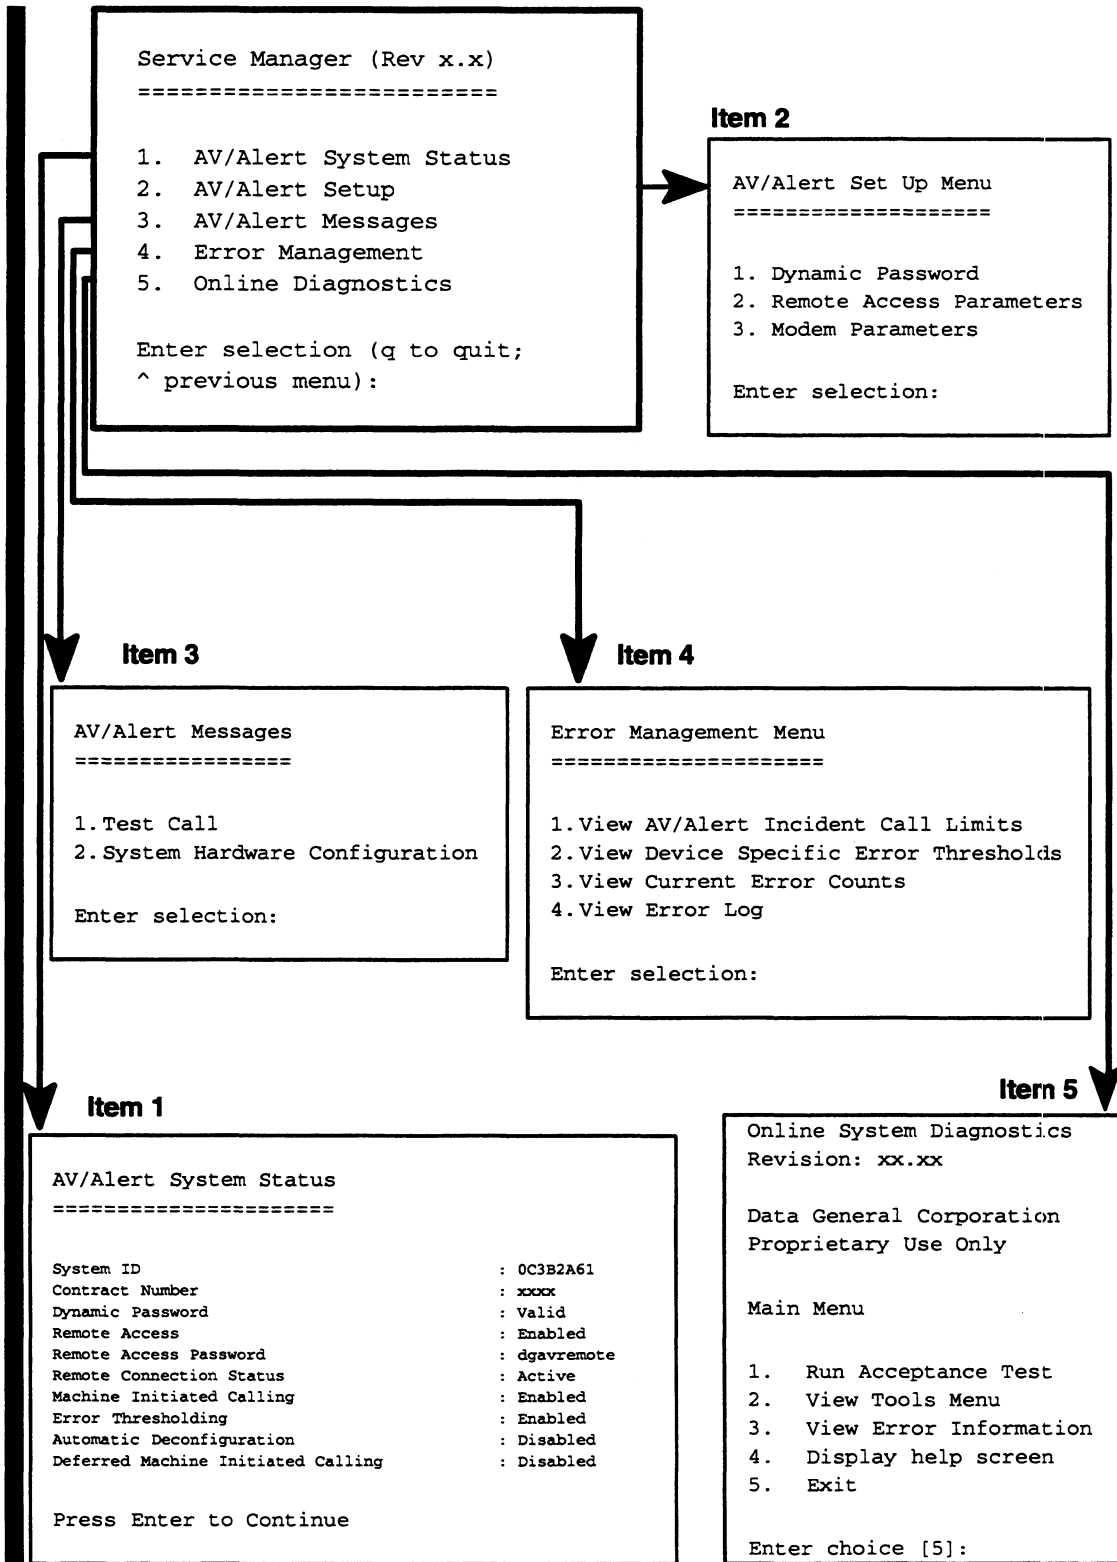 Service Manager (Rev x.x)
=========================
1. AV/Alert System Status
2. AV/Alert Setup
3. AV/Alert Messages
4. Error Management
5. Online Diagnostics
Enter selection (q to quit;
^ previous menu):
Item 2
AV/Alert Set Up Menu
====================
1. Dynamic Password
2. Remote Access Parameters
3. Modem Parameters
Enter selection:
Item 3
AV/Alert Messages
=================
1. Test Call
2. System Hardware Configuration
Enter selection:
Item 4
Error Management Menu
=====================
1. View AV/Alert Incident Call Limits
2. View Device Specific Error Thresholds
3. View Current Error Counts
4. View Error Log
Enter selection:
Item 1
AV/Alert System Status
======================
System ID : 0C3B2A61
Contract Number : xxxx
Dynamic Password : Valid
Remote Access : Enabled
Remote Access Password : dgavremote
Remote Connection Status : Active
Machine Initiated Calling : Enabled
Error Thresholding : Enabled
Automatic Deconfiguration : Disabled
Deferred Machine Initiated Calling : Disabled
Press Enter to Continue
Item 5
Online System Diagnostics
Revision: xx.xx
Data General Corporation
Proprietary Use Only
Main Menu
1. Run Acceptance Test
2. View Tools Menu
3. View Error Information
4. Display help screen
5. Exit
Enter choice [5]: